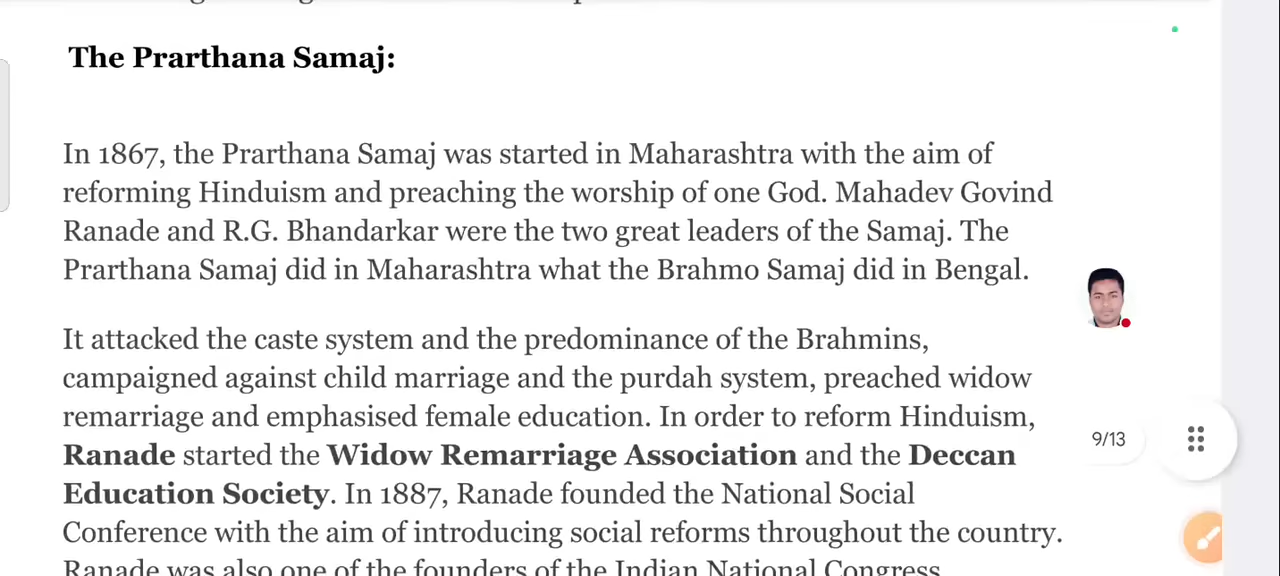 The Prarthana Samaj:
In 1867, the Prarthana Samaj was started in Maharashtra with the aim of
reforming Hinduism and preaching the worship of one God. Mahadev Govind
Ranade and R.G. Bhandarkar were the two great leaders of the Samaj. The
Prarthana Samaj did in Maharashtra what the Brahmo Samaj did in Bengal.
It attacked the caste system and the predominance of the Brahmins,
campaigned against child marriage and the purdah system, preached widow
remarriage and emphasised female education. In order to reform Hinduism,
Ranade started the Widow Remarriage Association and the Deccan
Education Society. In 1887, Ranade founded the National Social
Conference with the aim of introducing social reforms throughout the country.
Ranade was also one of the founders of the Indian National Congress
9/13